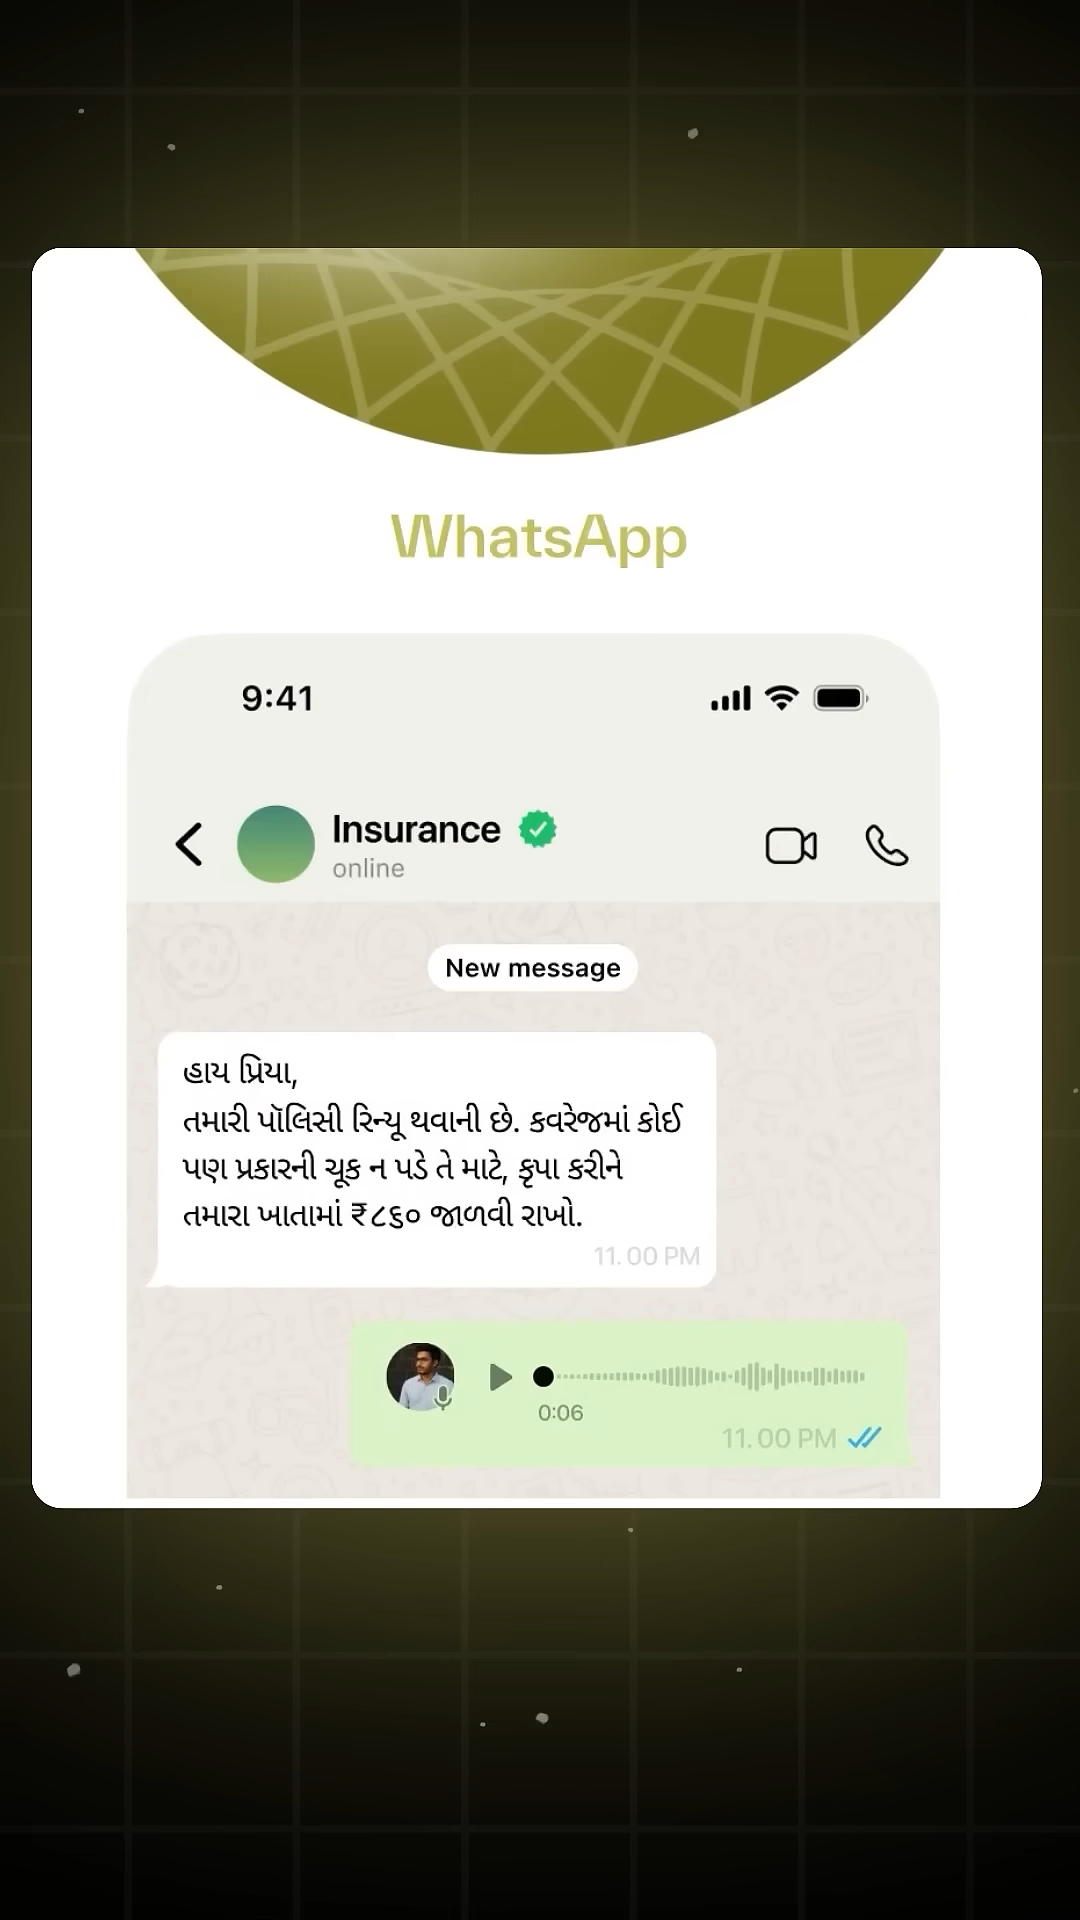 WhatsApp
9:41
Insurance
online
New message
હાય પ્રિયા,
તમારી પૉલિસી રિન્યૂ થવાની છે. કવરેજમાં કોઈ
પણ પ્રકારની ચૂક ન પડે તે માટે, કૃપા કરીને
તમારા ખાતામાં ₹૮૬૦ જાળવી રાખો.
11.00 PM
0:06
11.00 PM